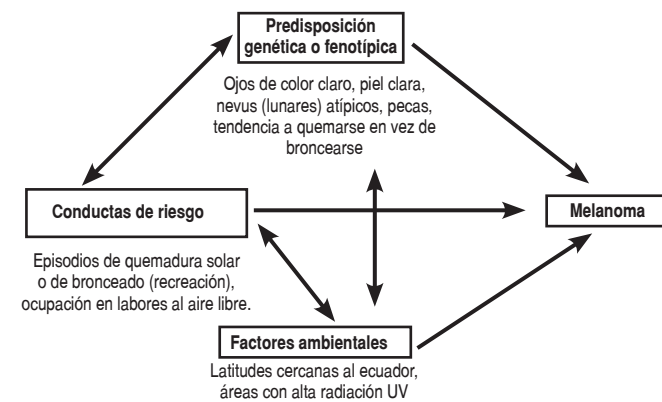 Predisposición
genética o fenotípica
Ojos de color claro, piel clara,
nevus (lunares) atípicos, pecas,
tendencia a quemarse en vez de
broncearse
Conductas de riesgo
Melanoma
Episodios de quemadura solar
o de bronceado (recreación),
ocupación en labores al aire libre.
Factores ambientales
Latitudes cercanas al ecuador,
áreas con alta radiación UV